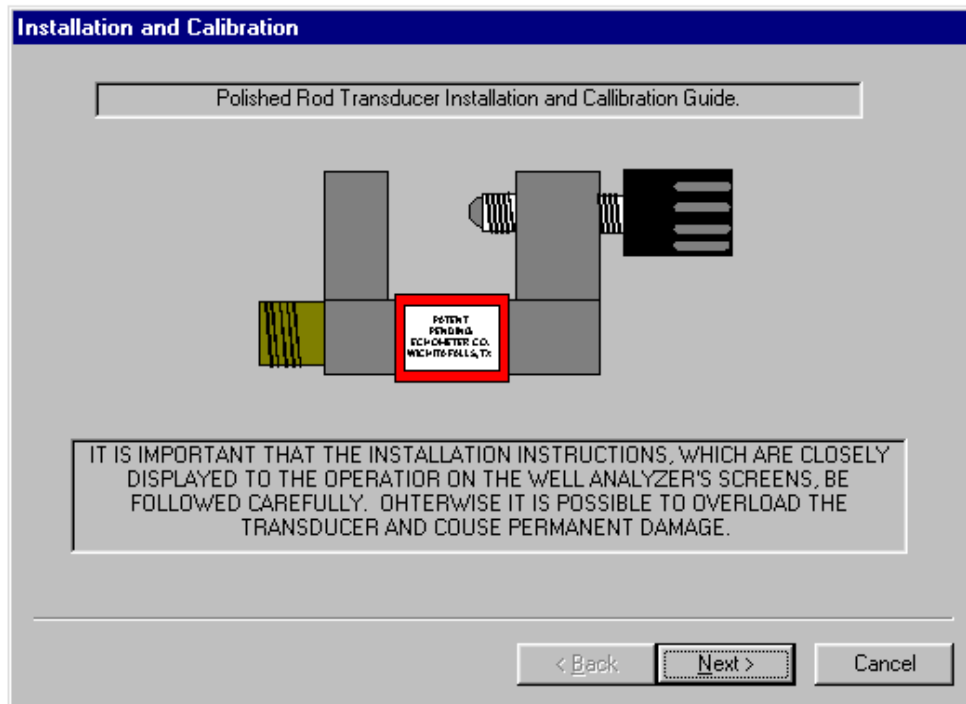 Installation and Calibration
Polished Rod Transducer Installation and Callibration Guide.
PATENT
PENDING
ECHOMETER CO.
WICHITA FALLS, TX
IT IS IMPORTANT THAT THE INSTALLATION INSTRUCTIONS, WHICH ARE CLOSELY
DISPLAYED TO THE OPERATIOR ON THE WELL ANALYZER'S SCREENS, BE
FOLLOWED CAREFULLY.  OHTERWISE IT IS POSSIBLE TO OVERLOAD THE
TRANSDUCER AND COUSE PERMANENT DAMAGE.
< Back
Next >
Cancel